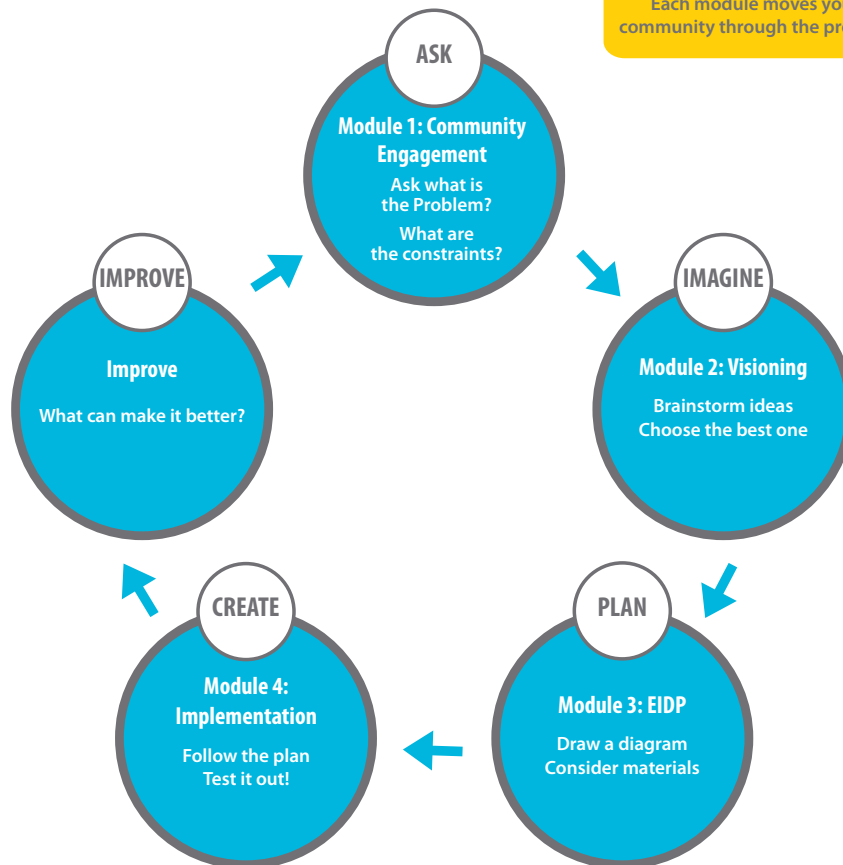 Each module moves yo
community through the pro
ASK
Module 1: Community
Engagement
Ask what is
the Problem?
What are
the constraints?
IMAGINE
Module 2: Visioning
Brainstorm ideas
Choose the best one
PLAN
Module 3: EIDP
Draw a diagram
Consider materials
CREATE
Module 4:
Implementation
Follow the plan
Test it out!
IMPROVE
Improve
What can make it better?